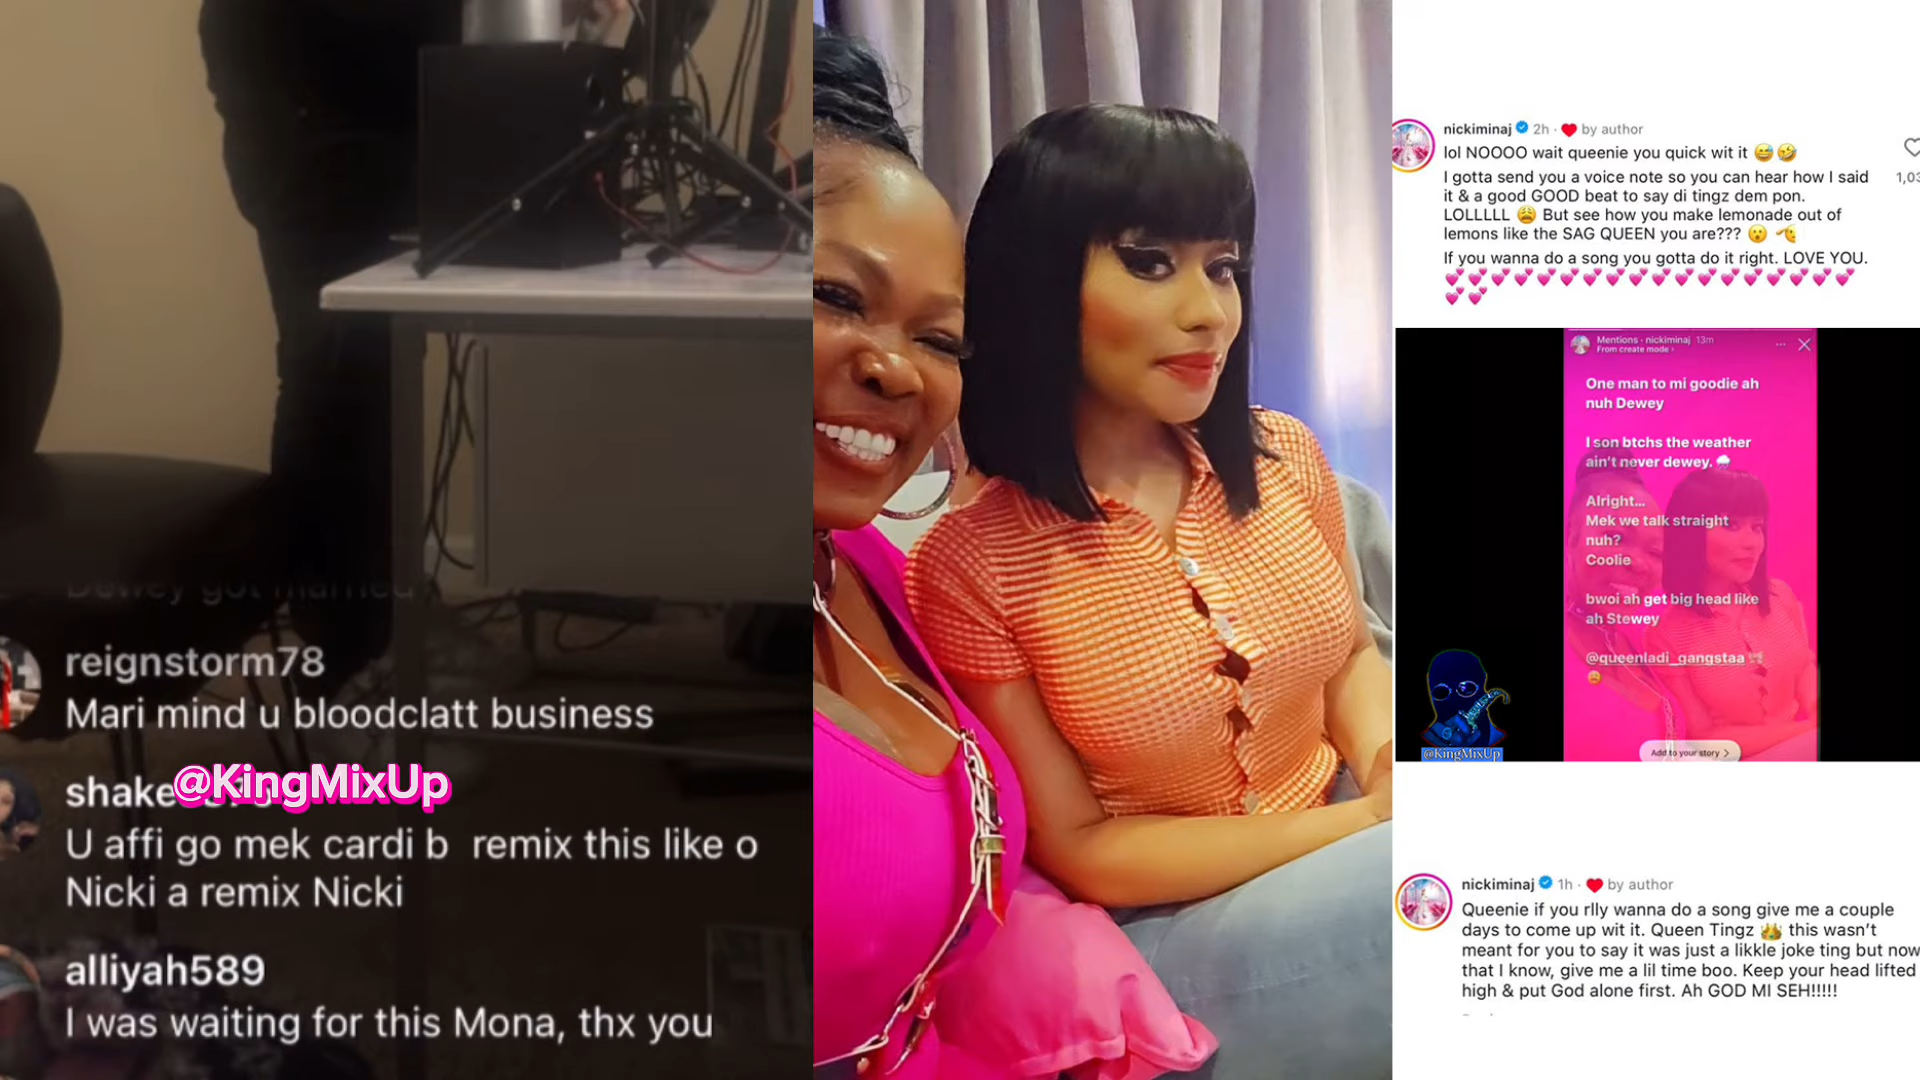 Dewey got married
reignstorm78
Mari mind u bloodclatt business
shake
@KingMixUp
U affi go mek cardi b remix this like o
Nicki a remix Nicki
alliyah589
I was waiting for this Mona, thx you
nickiminaj 2h · ❤️ by author
lol NOOOO wait queenie you quick wit it 😅🤣
I gotta send you a voice note so you can hear how I said
it & a good GOOD beat to say di tingz dem pon.
LOLLLLL 😩 But see how you make lemonade out of
lemons like the SAG QUEEN you are??? 😮 🫳
If you wanna do a song you gotta do it right. LOVE YOU.
💕💕💕💕💕💕💕💕💕💕💕💕💕💕💕💕💕💕
💕💕
1,03
Mentions · nickiminaj 13m
From create mode ›
One man to mi goodie ah
nuh Dewey
I son btchs the weather
ain't never dewey. 🌧️
Alright...
Mek we talk straight
nuh?
Coolie
bwoi ah get big head like
ah Stewey
@queenladi_gangstaa
😩
Add to your story >
@KingMixUp
nickiminaj 1h · ❤️ by author
Queenie if you rlly wanna do a song give me a couple
days to come up wit it. Queen Tingz 👑 this wasn't
meant for you to say it was just a likkle joke ting but now
that I know, give me a lil time boo. Keep your head lifted
high & put God alone first. Ah GOD MI SEH!!!!!